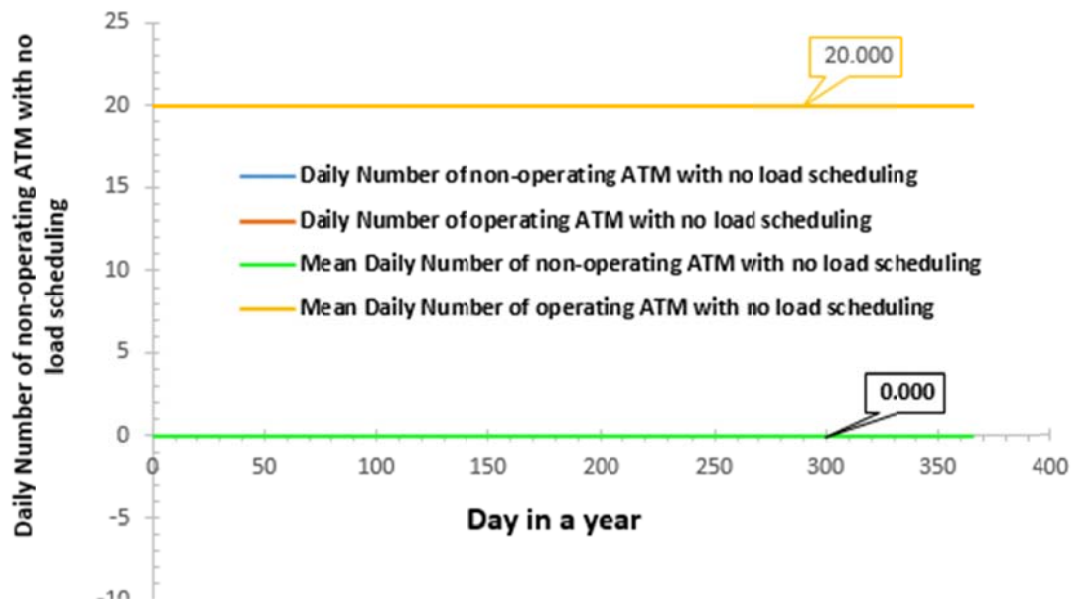 Daily Number of non-operating ATM with no
load scheduling
25
20
15
10
5
0
-5
-10
20.000
Daily Number of non-operating ATM with no load scheduling
Daily Number of operating ATM with no load scheduling
Mean Daily Number of non-operating ATM with no load scheduling
Mean Daily Number of operating ATM with no load scheduling
0.000
0 50 100 150 200 250 300 350 400
Day in a year